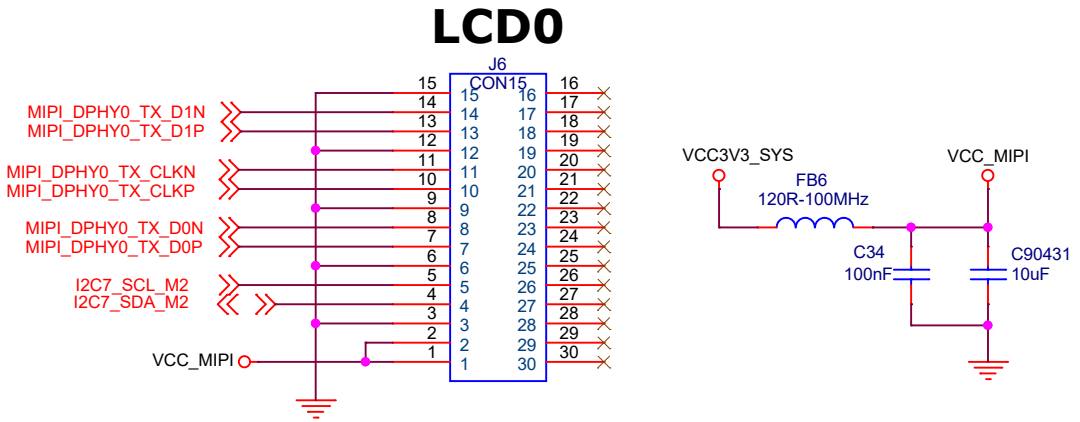 LCD0
J6
CON15
15 15 16 16
MIPI_DPHY0_TX_D1N 14 14 17 17
MIPI_DPHY0_TX_D1P 13 13 18 18
12 12 19 19
MIPI_DPHY0_TX_CLKN 11 11 20 20
MIPI_DPHY0_TX_CLKP 10 10 21 21
9 9 22 22
MIPI_DPHY0_TX_D0N 8 8 23 23
MIPI_DPHY0_TX_D0P 7 7 24 24
6 6 25 25
I2C7_SCL_M2 5 5 26 26
I2C7_SDA_M2 4 4 27 27
3 3 28 28
2 2 29 29
VCC_MIPI 1 1 30 30
VCC3V3_SYS
VCC_MIPI
FB6
120R-100MHz
C34
100nF
C90431
10uF